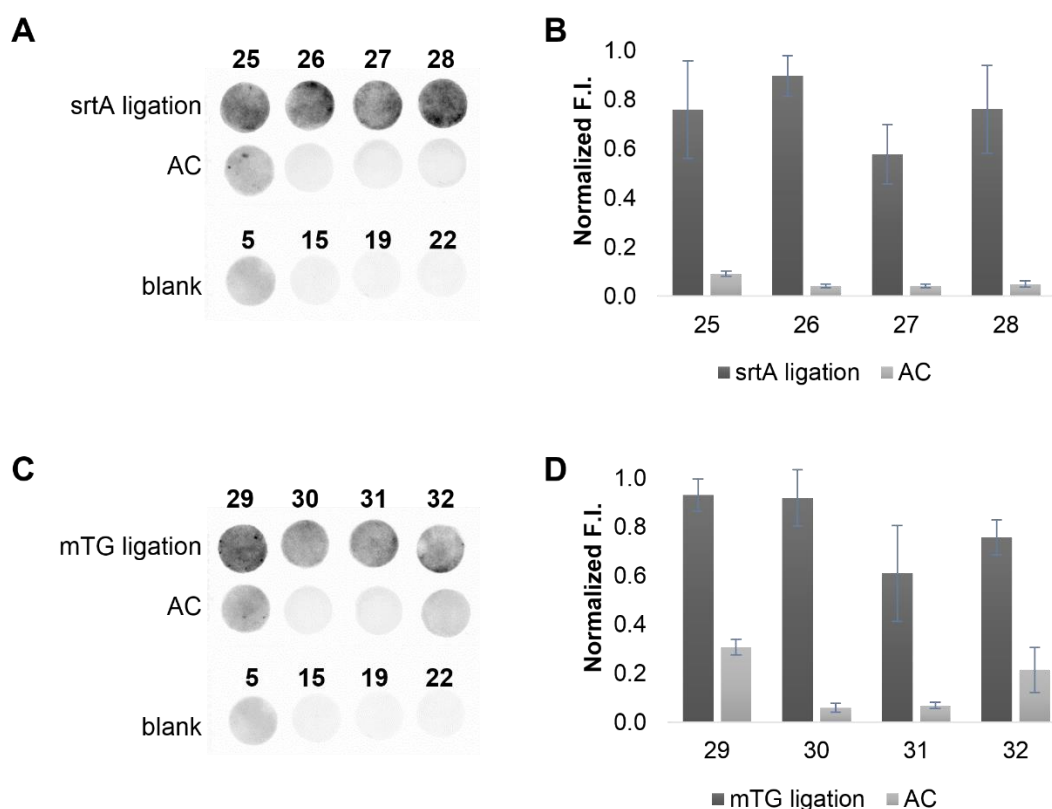 A
25 26 27 28
srtA ligation
AC
5 15 19 22
blank
B
Normalized F.I.
1.0
0.8
0.6
0.4
0.2
0.0
25 26 27 28
srtA ligation AC
C
29 30 31 32
mTG ligation
AC
5 15 19 22
blank
D
Normalized F.I.
1.0
0.8
0.6
0.4
0.2
0.0
29 30 31 32
mTG ligation AC